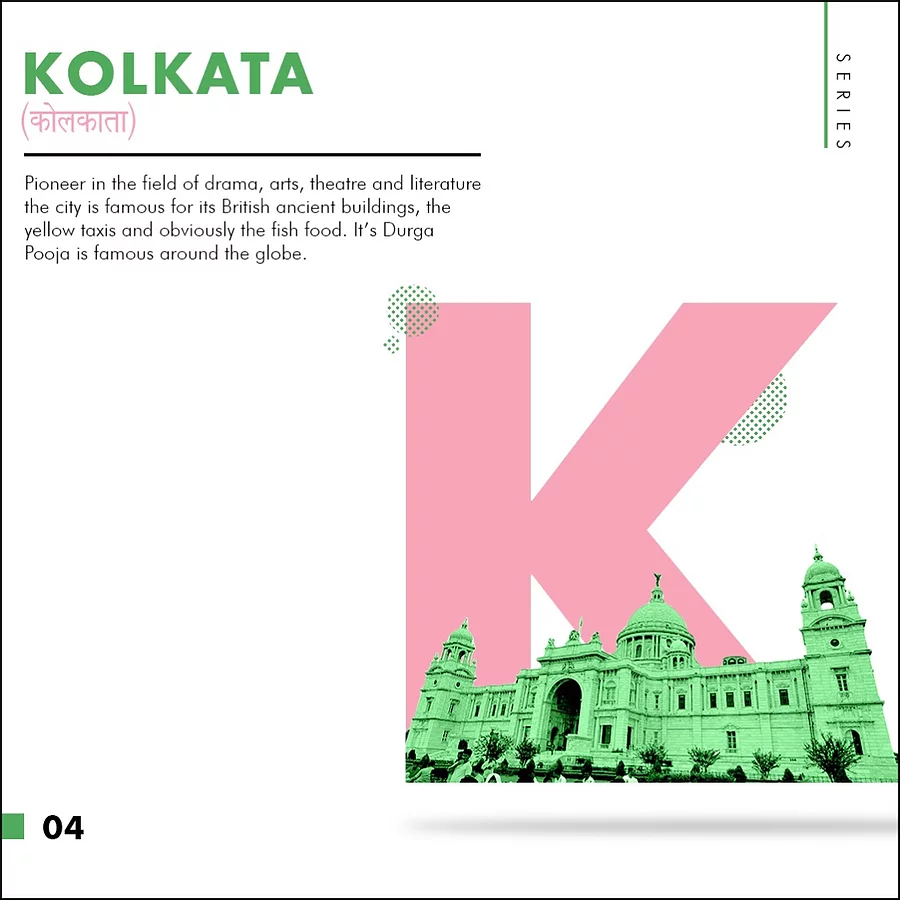 KOLKATA
(कोलकाता)
SERIES
Pioneer in the field of drama, arts, theatre and literature
the city is famous for its British ancient buildings, the
yellow taxis and obviously the fish food. It's Durga
Pooja is famous around the globe.
K
04